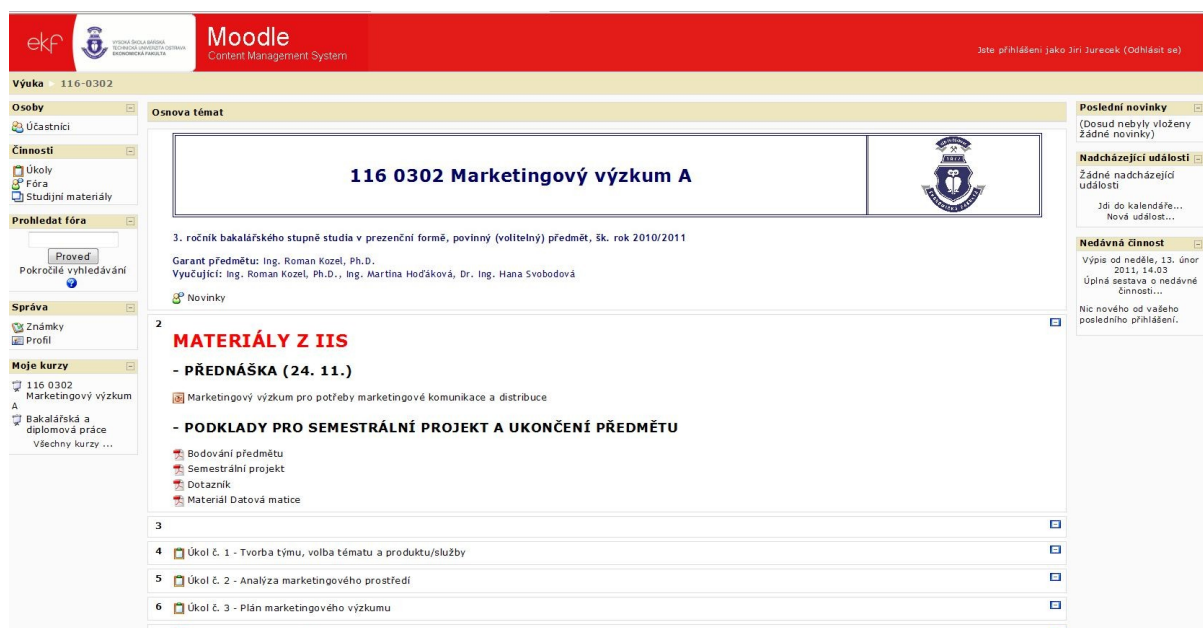 ekf
VYSOKÁ ŠKOLA BÁŇSKÁ
TECHNICKÁ UNIVERZITA OSTRAVA
EKONOMICKÁ FAKULTA
Moodle
Content Management System
Jste přihlášeni jako Jiri Jurecek (Odhlásit se)
Výuka 116-0302
Osoby
Účastníci
Činnosti
Úkoly
Fóra
Studijní materiály
Prohledat fóra
Proveď
Pokročilé vyhledávání
?
Správa
Známky
Profil
Moje kurzy
116 0302
Marketingový výzkum
A
Bakalářská a
diplomová práce
Všechny kurzy ...
Osnova témat
116 0302 Marketingový výzkum A
1977
3. ročník bakalářského stupně studia v prezenční formě, povinný (volitelný) předmět, šk. rok 2010/2011
Garant předmětu: Ing. Roman Kozel, Ph.D.
Vyučující: Ing. Roman Kozel, Ph.D., Ing. Martina Hoďáková, Dr. Ing. Hana Svobodová
Novinky
2
MATERIÁLY Z IIS
- PŘEDNÁŠKA (24. 11.)
Marketingový výzkum pro potřeby marketingové komunikace a distribuce
- PODKLADY PRO SEMESTRÁLNÍ PROJEKT A UKONČENÍ PŘEDMĚTU
Bodování předmětu
Semestrální projekt
Dotazník
Materiál Datová matice
3
4 Úkol č. 1 - Tvorba týmu, volba tématu a produktu/služby
5 Úkol č. 2 - Analýza marketingového prostředí
6 Úkol č. 3 - Plán marketingového výzkumu
Poslední novinky
(Dosud nebyly vloženy
žádné novinky)
Nadcházející události
Žádné nadcházející
události
Jdi do kalendáře...
Nová událost...
Nedávná činnost
Výpis od neděle, 13. únor
2011, 14.03
Úplná sestava o nedávné
činnosti...
Nic nového od vašeho
posledního přihlášení.